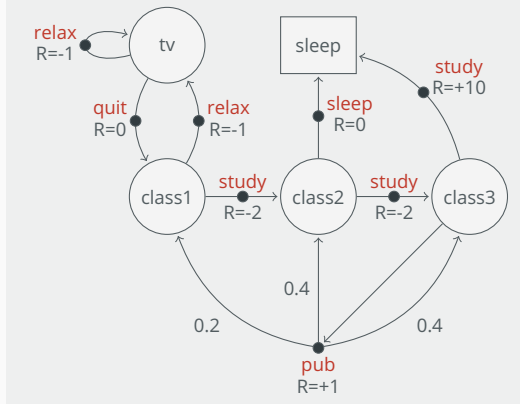 relax
R=-1
tv
sleep
study
R=+10
quit
R=0
relax
R=-1
sleep
R=0
class1
study
R=-2
class2
study
R=-2
class3
0.4
0.2
0.4
pub
R=+1